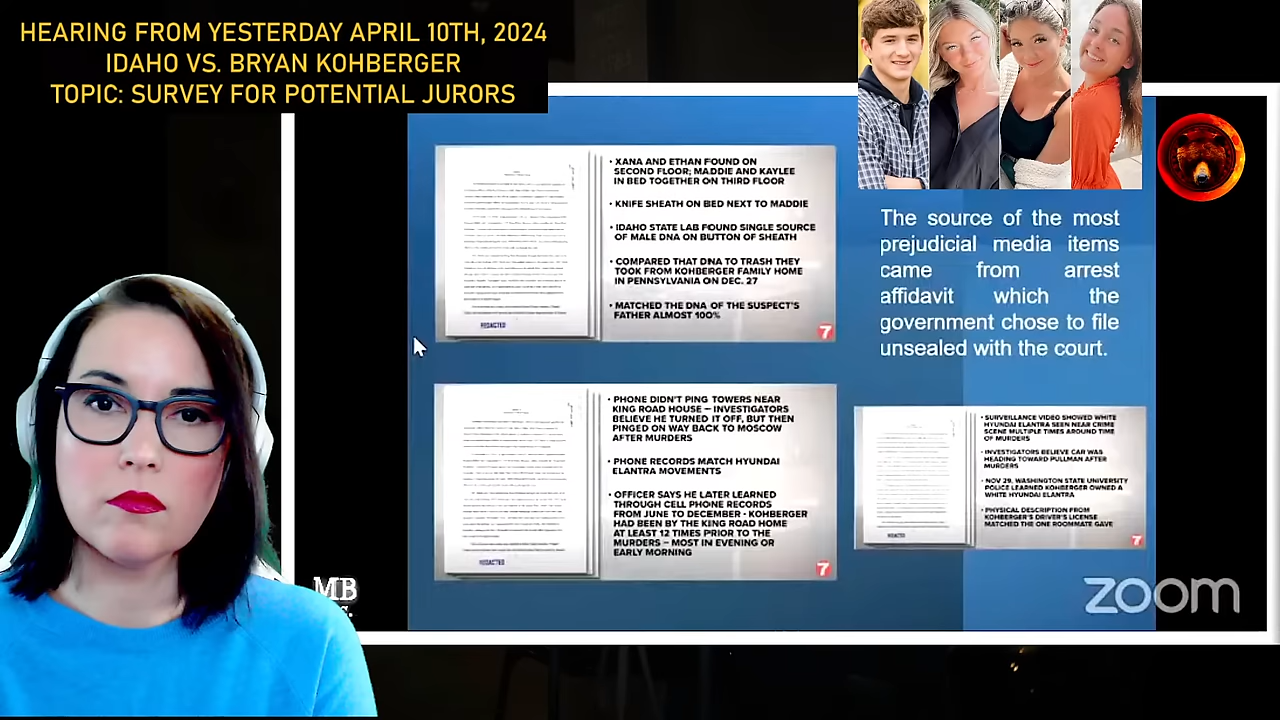 HEARING FROM YESTERDAY APRIL 10TH, 2024
IDAHO VS. BRYAN KOHBERGER
TOPIC: SURVEY FOR POTENTIAL JURORS
• XANA AND ETHAN FOUND ON
SECOND FLOOR; MADDIE AND KAYLEE
IN BED TOGETHER ON THIRD FLOOR
• KNIFE SHEATH ON BED NEXT TO MADDIE
• IDAHO STATE LAB FOUND SINGLE SOURCE
OF MALE DNA ON BUTTON OF SHEATH
• COMPARED THAT DNA TO TRASH THEY
TOOK FROM KOHBERGER FAMILY HOME
IN PENNSYLVANIA ON DEC. 27
• MATCHED THE DNA OF THE SUSPECT'S
FATHER ALMOST 100%
REDACTED
7
The source of the most
prejudicial media items
came from arrest
affidavit which the
government chose to file
unsealed with the court.
• PHONE DIDN'T PING TOWERS NEAR
KING ROAD HOUSE – INVESTIGATORS
BELIEVE HE TURNED IT OFF, BUT THEN
PINGED ON WAY BACK TO MOSCOW
AFTER MURDERS
• PHONE RECORDS MATCH HYUNDAI
ELANTRA MOVEMENTS
• OFFICER SAYS HE LATER LEARNED
THROUGH CELL PHONE RECORDS
FROM JUNE TO DECEMBER - KOHBERGER
HAD BEEN BY THE KING ROAD HOME
AT LEAST 12 TIMES PRIOR TO THE
MURDERS – MOST IN EVENING OR
EARLY MORNING
REDACTED
7
• SURVEILLANCE VIDEO SHOWED WHITE
HYUNDAI ELANTRA SEEN NEAR CRIME
SCENE MULTIPLE TIMES AROUND TIME
OF MURDERS
• INVESTIGATORS BELIEVE CAR WAS
HEADING TOWARD PULLMAN AFTER
MURDERS
• NOV 29, WASHINGTON STATE UNIVERSITY
POLICE LEARNED KOHBERGER OWNED A
WHITE HYUNDAI ELANTRA
• PHYSICAL DESCRIPTION FROM
KOHBERGER'S DRIVER'S LICENSE
MATCHED THE ONE ROOMMATE GAVE
REDACTED
7
MB
zoom